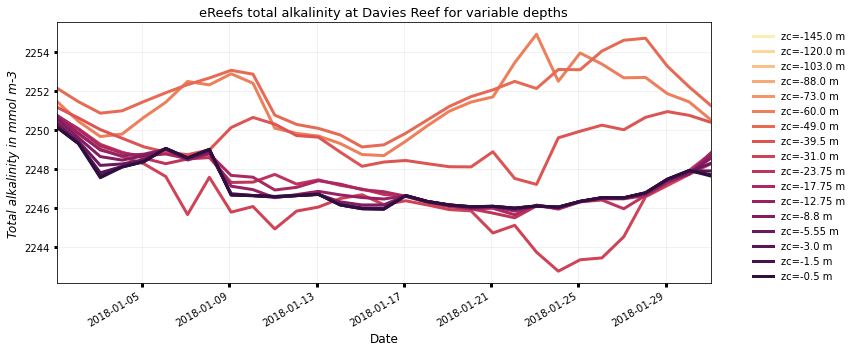 eReefs total alkalinity at Davies Reef for variable depths
Total alkalinity in mmol m-3
2254
2252
2250
2248
2246
2244
2018-01-05
2018-01-09
2018-01-13
2018-01-17
2018-01-21
2018-01-25
2018-01-29
Date
zc=-145.0 m
zc=-120.0 m
zc=-103.0 m
zc=-88.0 m
zc=-73.0 m
zc=-60.0 m
zc=-49.0 m
zc=-39.5 m
zc=-31.0 m
zc=-23.75 m
zc=-17.75 m
zc=-12.75 m
zc=-8.8 m
zc=-5.55 m
zc=-3.0 m
zc=-1.5 m
zc=-0.5 m